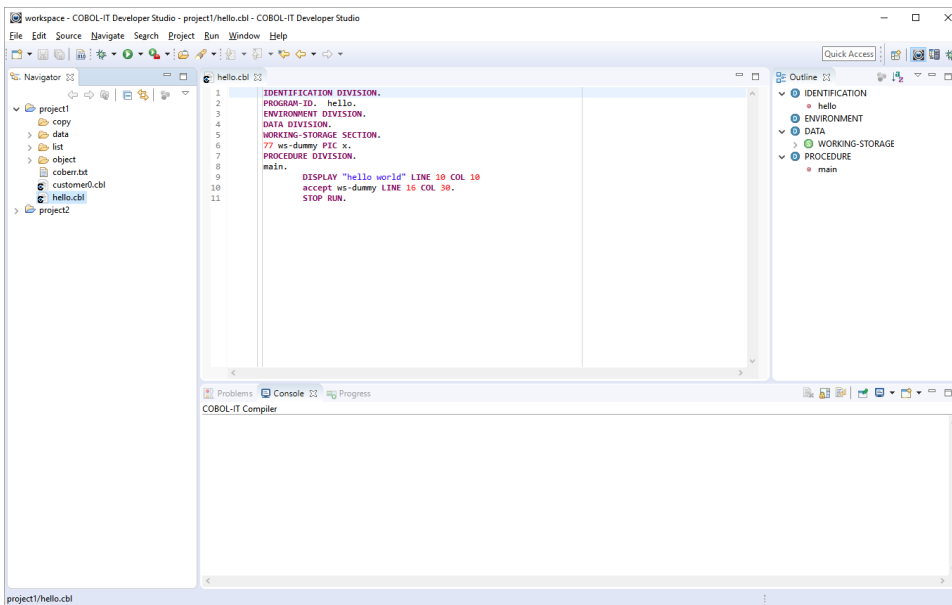 workspace - COBOL-IT Developer Studio - project1/hello.cbl - COBOL-IT Developer Studio
File Edit Source Navigate Search Project Run Window Help
Quick Access
Navigator
project1
copy
data
list
object
coberr.txt
customer0.cbl
hello.cbl
project2
hello.cbl
1 IDENTIFICATION DIVISION.
2 PROGRAM-ID. hello.
3 ENVIRONMENT DIVISION.
4 DATA DIVISION.
5 WORKING-STORAGE SECTION.
6 77 ws-dummy PIC x.
7 PROCEDURE DIVISION.
8 main.
9 DISPLAY "hello world" LINE 10 COL 10
10 accept ws-dummy LINE 16 COL 30.
11 STOP RUN.
Outline
IDENTIFICATION
hello
ENVIRONMENT
DATA
WORKING-STORAGE
PROCEDURE
main
Problems Console Progress
COBOL-IT Compiler
project1/hello.cbl